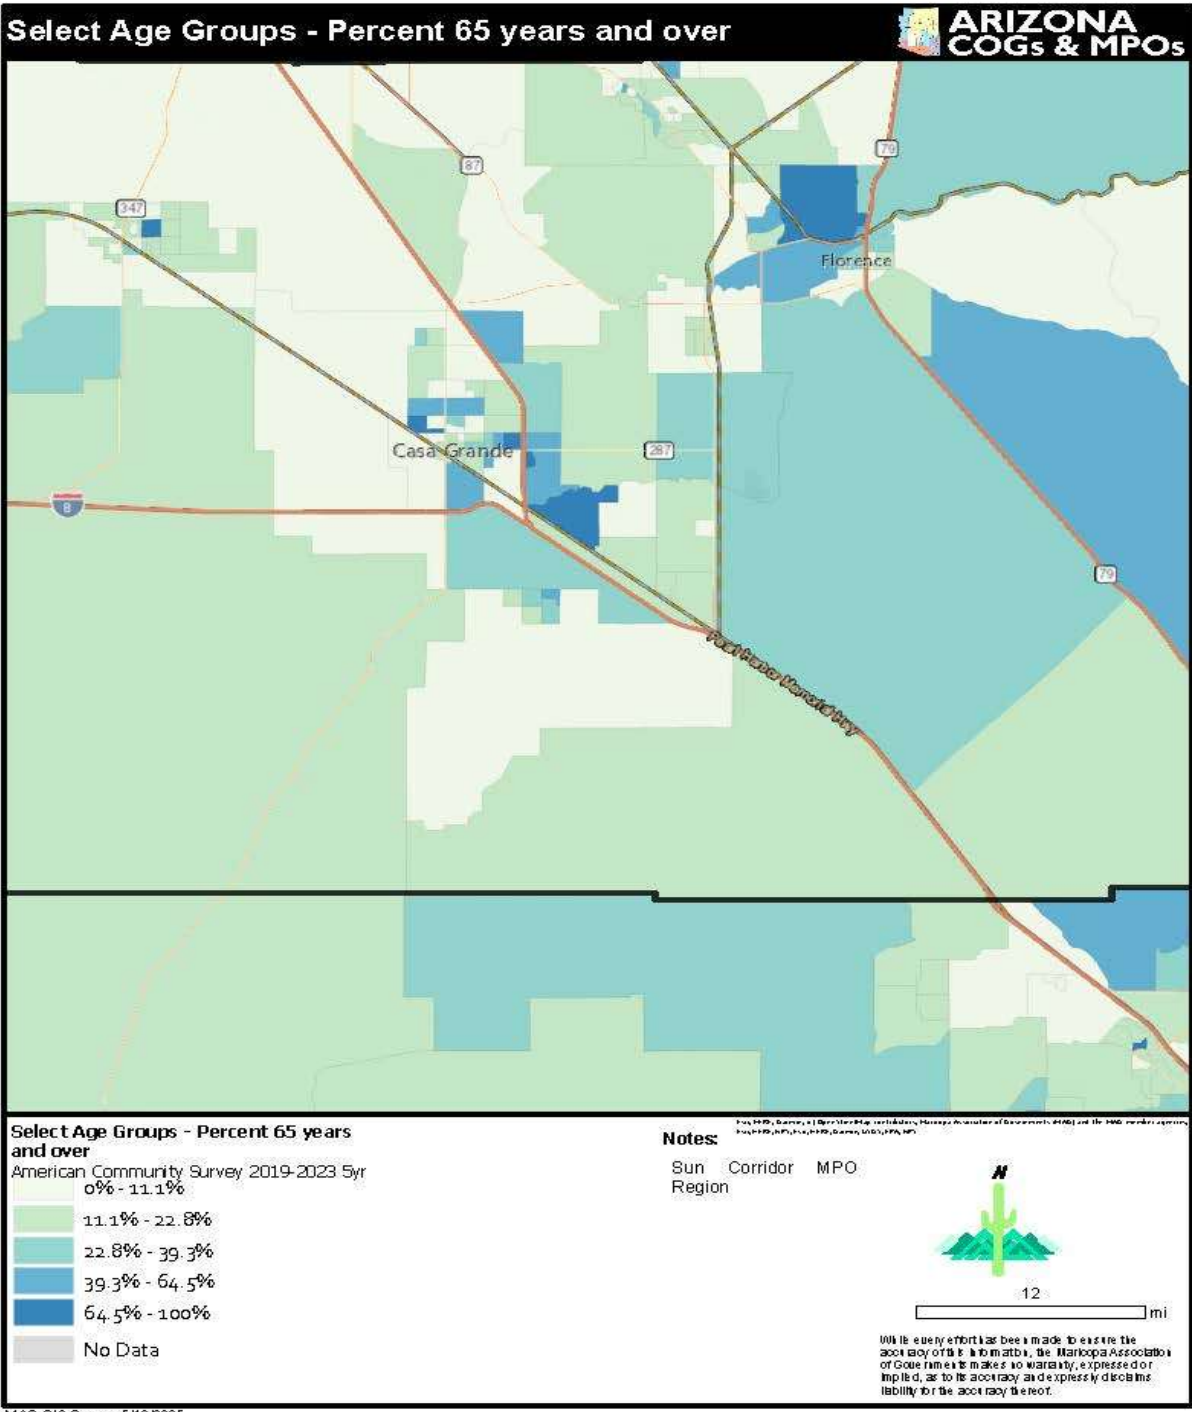 Select Age Groups - Percent 65 years and over
ARIZONA
COGs & MPOs
87
79
347
Florence
Casa Grande
287
8
79
Select Age Groups - Percent 65 years
and over
American Community Survey 2019-2023 5yr
0% - 11.1%
11.1% - 22.8%
22.8% - 39.3%
39.3% - 64.5%
64.5% - 100%
No Data
Notes:
Sun Corridor MPO
Region
N
12
mi
While every effort has been made to ensure the
accuracy of this information, the Maricopa Association
of Governments makes no warranty, expressed or
implied, as to its accuracy and expressly disclaims
liability for the accuracy thereof.